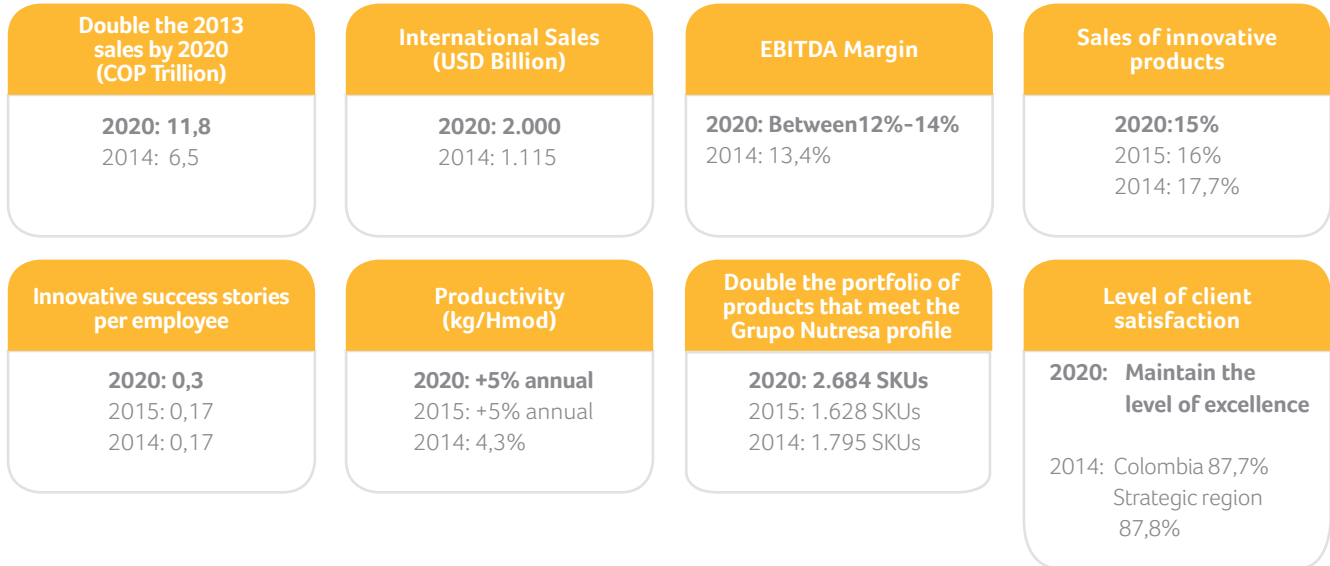 Double the 2013
sales by 2020
(COP Trillion)
2020: 11,8
2014: 6,5
International Sales
(USD Billion)
2020: 2.000
2014: 1.115
EBITDA Margin
2020: Between12%-14%
2014: 13,4%
Sales of innovative
products
2020:15%
2015: 16%
2014: 17,7%
Innovative success stories
per employee
2020: 0,3
2015: 0,17
2014: 0,17
Productivity
(kg/Hmod)
2020: +5% annual
2015: +5% annual
2014: 4,3%
Double the portfolio of
products that meet the
Grupo Nutresa profile
2020: 2.684 SKUs
2015: 1.628 SKUs
2014: 1.795 SKUs
Level of client
satisfaction
2020: Maintain the
level of excellence
2014: Colombia 87,7%
Strategic region
87,8%